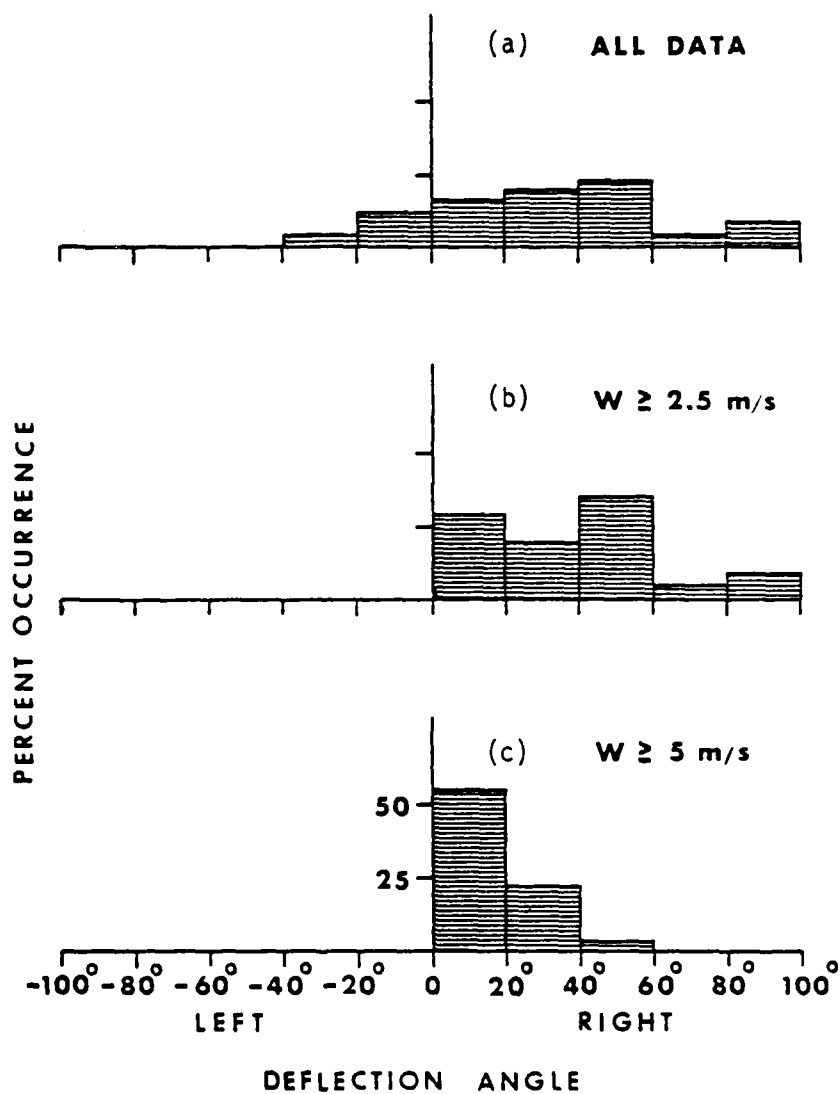 (a) ALL DATA
(b) W ≥ 2.5 m/s
PERCENT OCCURRENCE
(c) W ≥ 5 m/s
50
25
-100° -80° -60° -40° -20° 0 20° 40° 60° 80° 100°
LEFT RIGHT
DEFLECTION ANGLE